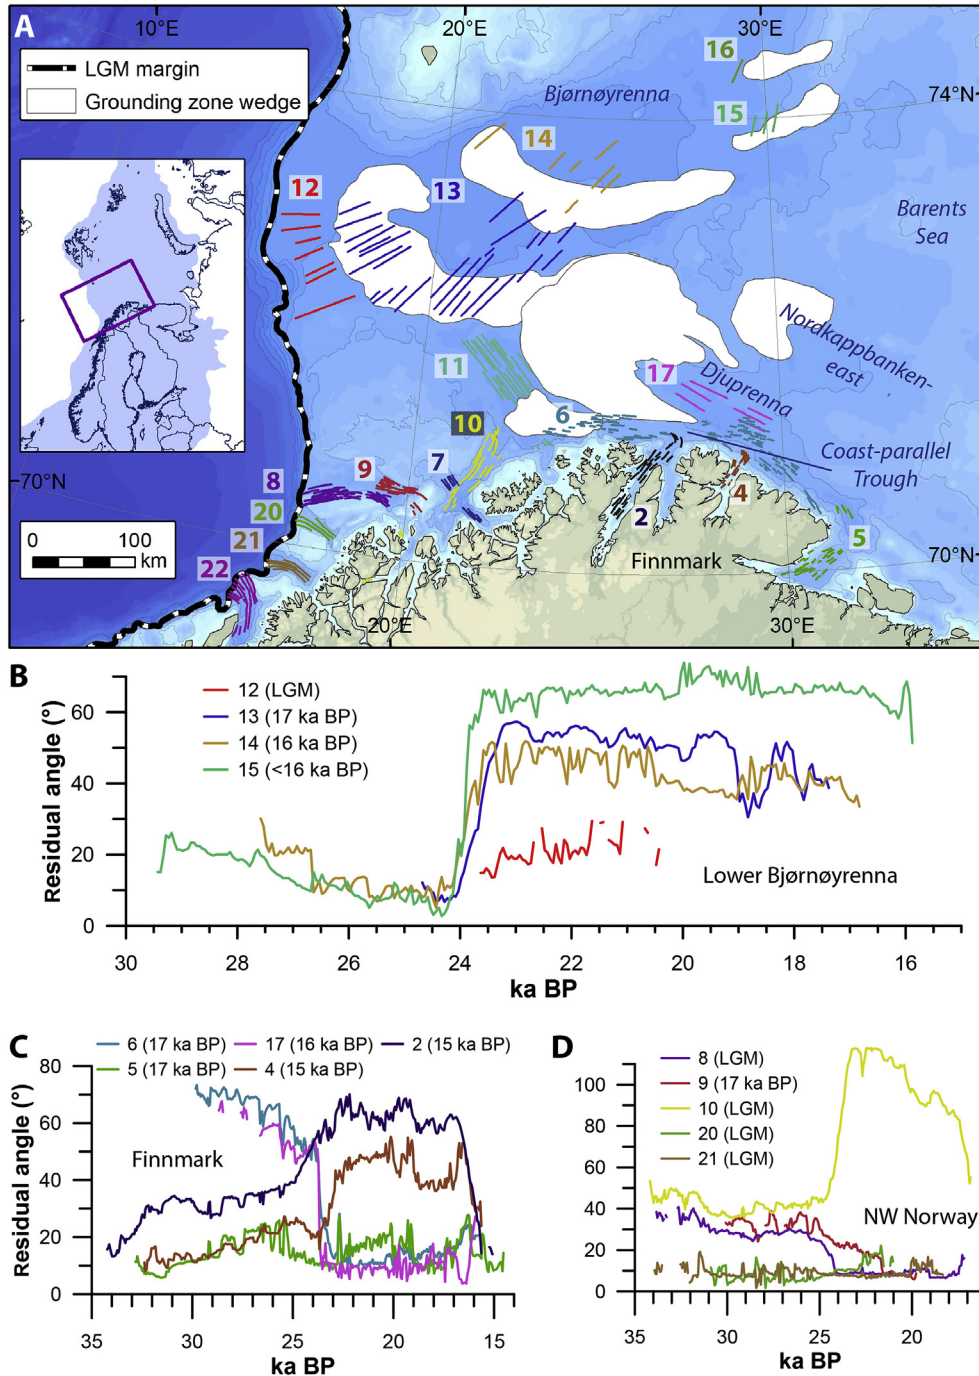 A
10°E
20°E
30°E
LGM margin
Grounding zone wedge
16
Bjørnøyrenna
74°N
15
14
12
13
Barents
Sea
Nordkappbanken-
east
11
17
Djuprenna
6
10
Coast-parallel
Trough
70°N
8
9
7
20
4
2
5
21
0
100
km
22
Finnmark
70°N
20°E
30°E
B
Residual angle (°)
60
40
20
0
12 (LGM)
13 (17 ka BP)
14 (16 ka BP)
15 (<16 ka BP)
Lower Bjørnøyrenna
30 28 26 24 22 20 18 16
ka BP
C
6 (17 ka BP) 17 (16 ka BP) 2 (15 ka BP)
5 (17 ka BP) 4 (15 ka BP)
Residual angle (°)
80
60
40
20
0
Finnmark
35 30 25 20 15
ka BP
D
8 (LGM)
9 (17 ka BP)
10 (LGM)
20 (LGM)
21 (LGM)
100
80
60
40
20
0
NW Norway
35 30 25 20
ka BP